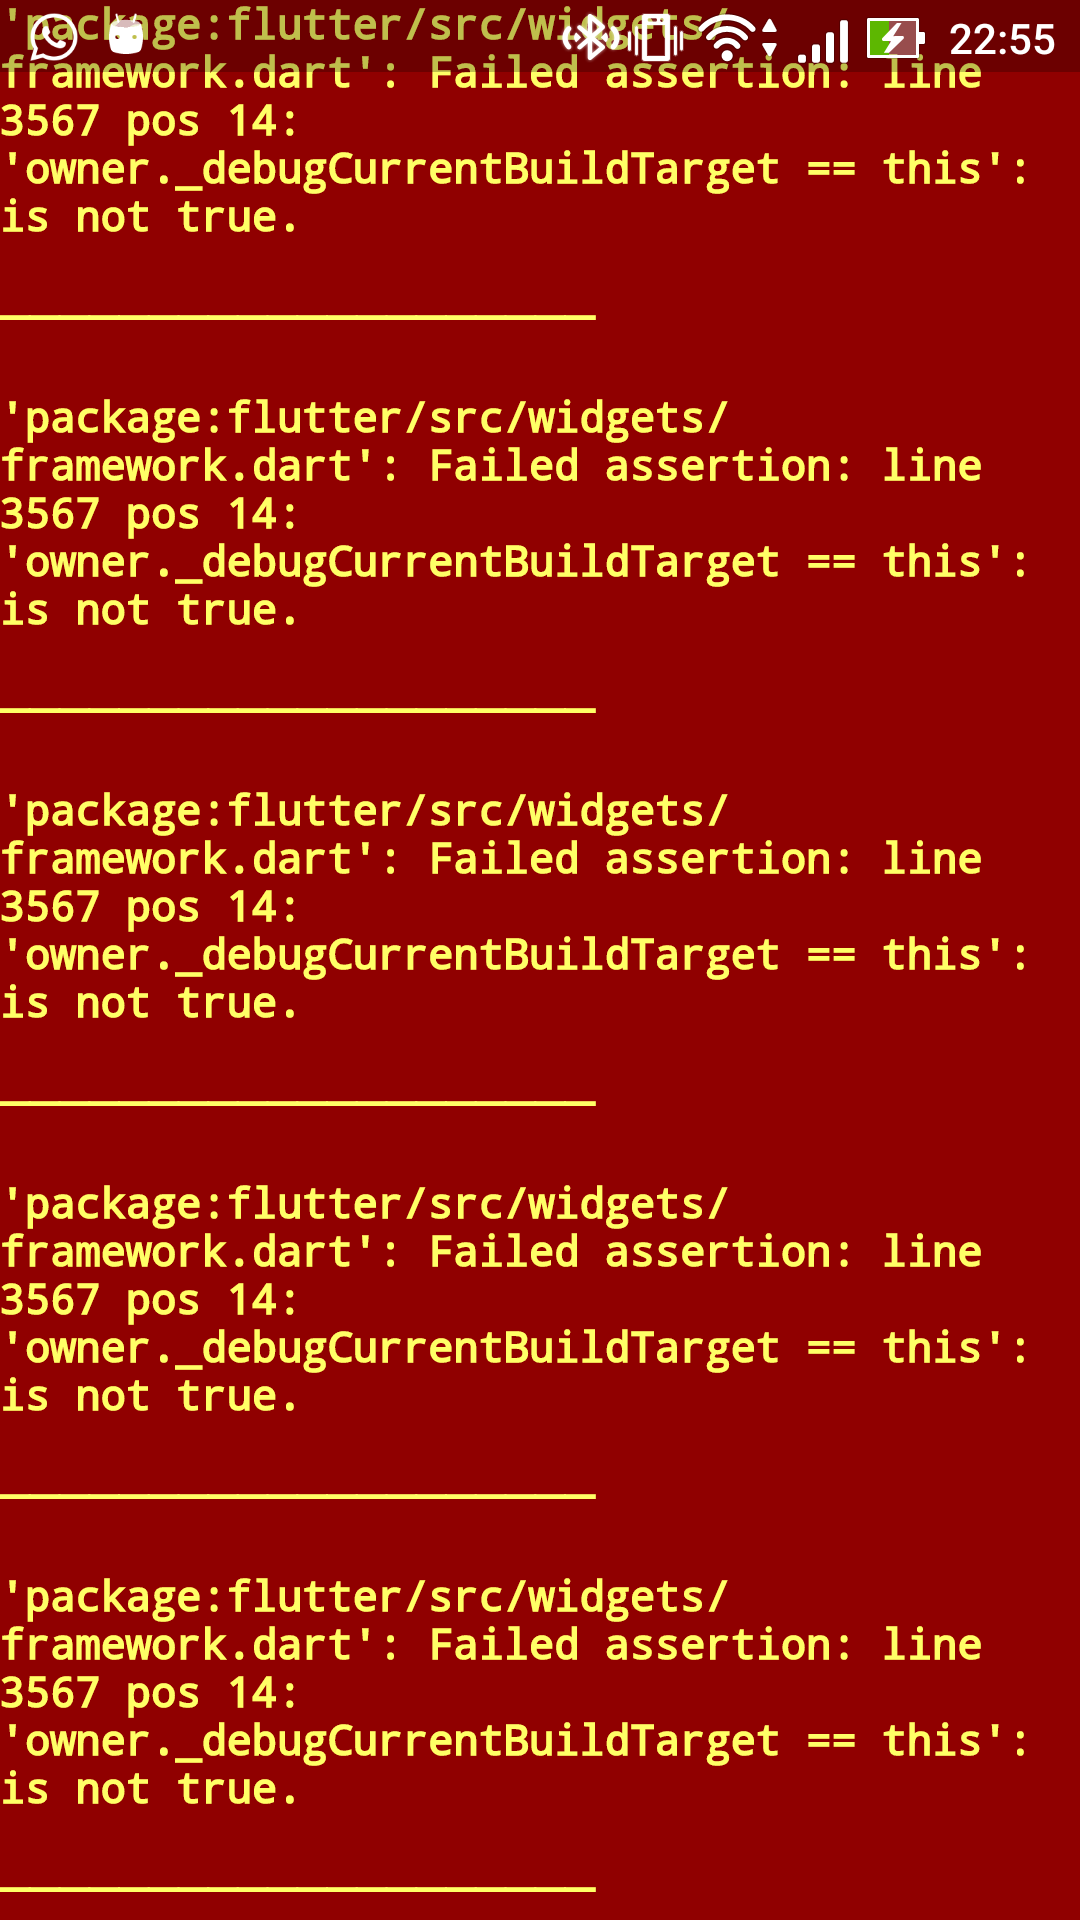 'package:flutter/src/widgets/
22:55
framework.dart': Failed assertion: line
3567 pos 14:
'owner._debugCurrentBuildTarget == this':
is not true.
'package:flutter/src/widgets/
framework.dart': Failed assertion: line
3567 pos 14:
'owner._debugCurrentBuildTarget == this':
is not true.
'package:flutter/src/widgets/
framework.dart': Failed assertion: line
3567 pos 14:
'owner._debugCurrentBuildTarget == this':
is not true.
'package:flutter/src/widgets/
framework.dart': Failed assertion: line
3567 pos 14:
'owner._debugCurrentBuildTarget == this':
is not true.
'package:flutter/src/widgets/
framework.dart': Failed assertion: line
3567 pos 14:
'owner._debugCurrentBuildTarget == this':
is not true.